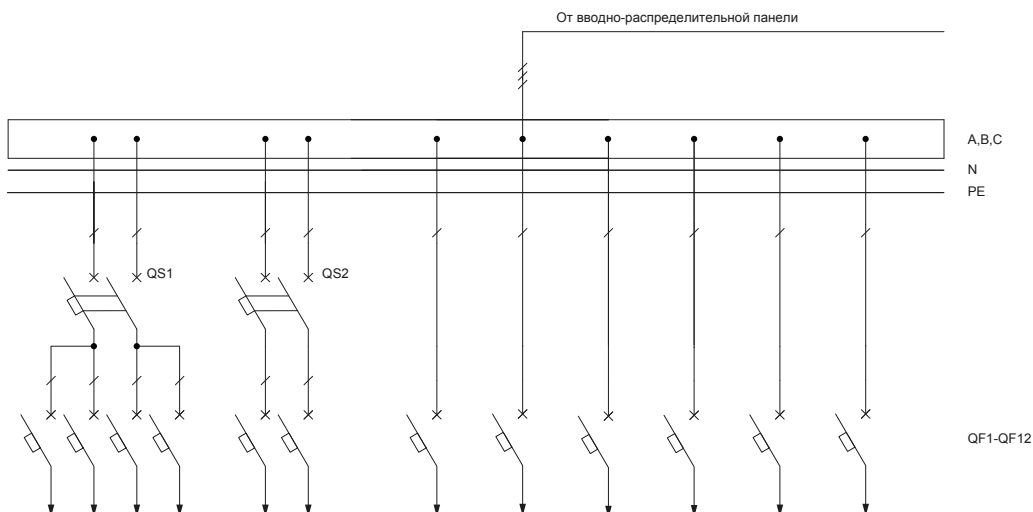 От вводно-распределительной панели
A,B,C
N
PE
QS1
QS2
QF1-QF12